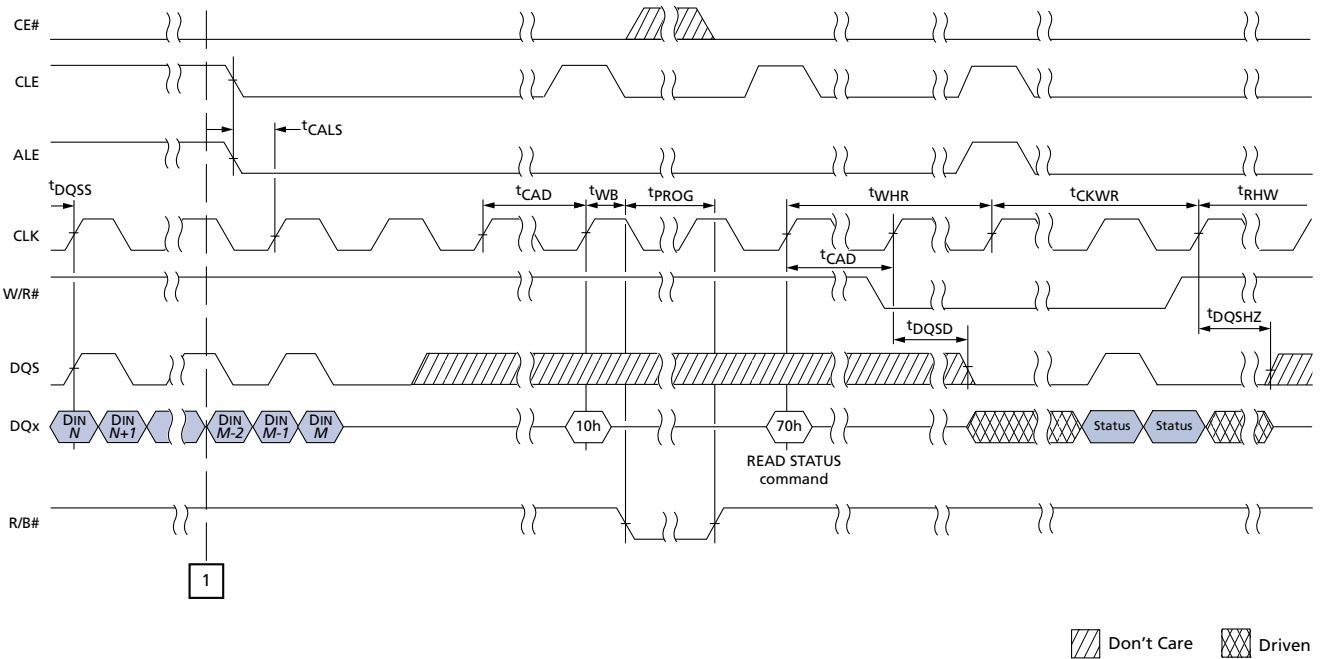 CE#
CLE
tCALS
ALE
tDQSS
tCAD
tWB
tPROG
tWHR
tCKWR
tRHW
CLK
tCAD
W/R#
tDQSD
tDQSHZ
DQS
DQx
DIN N
DIN N+1
DIN M-2
DIN M-1
DIN M
10h
70h
Status
Status
READ STATUS
command
R/B#
1
Don't Care
Driven